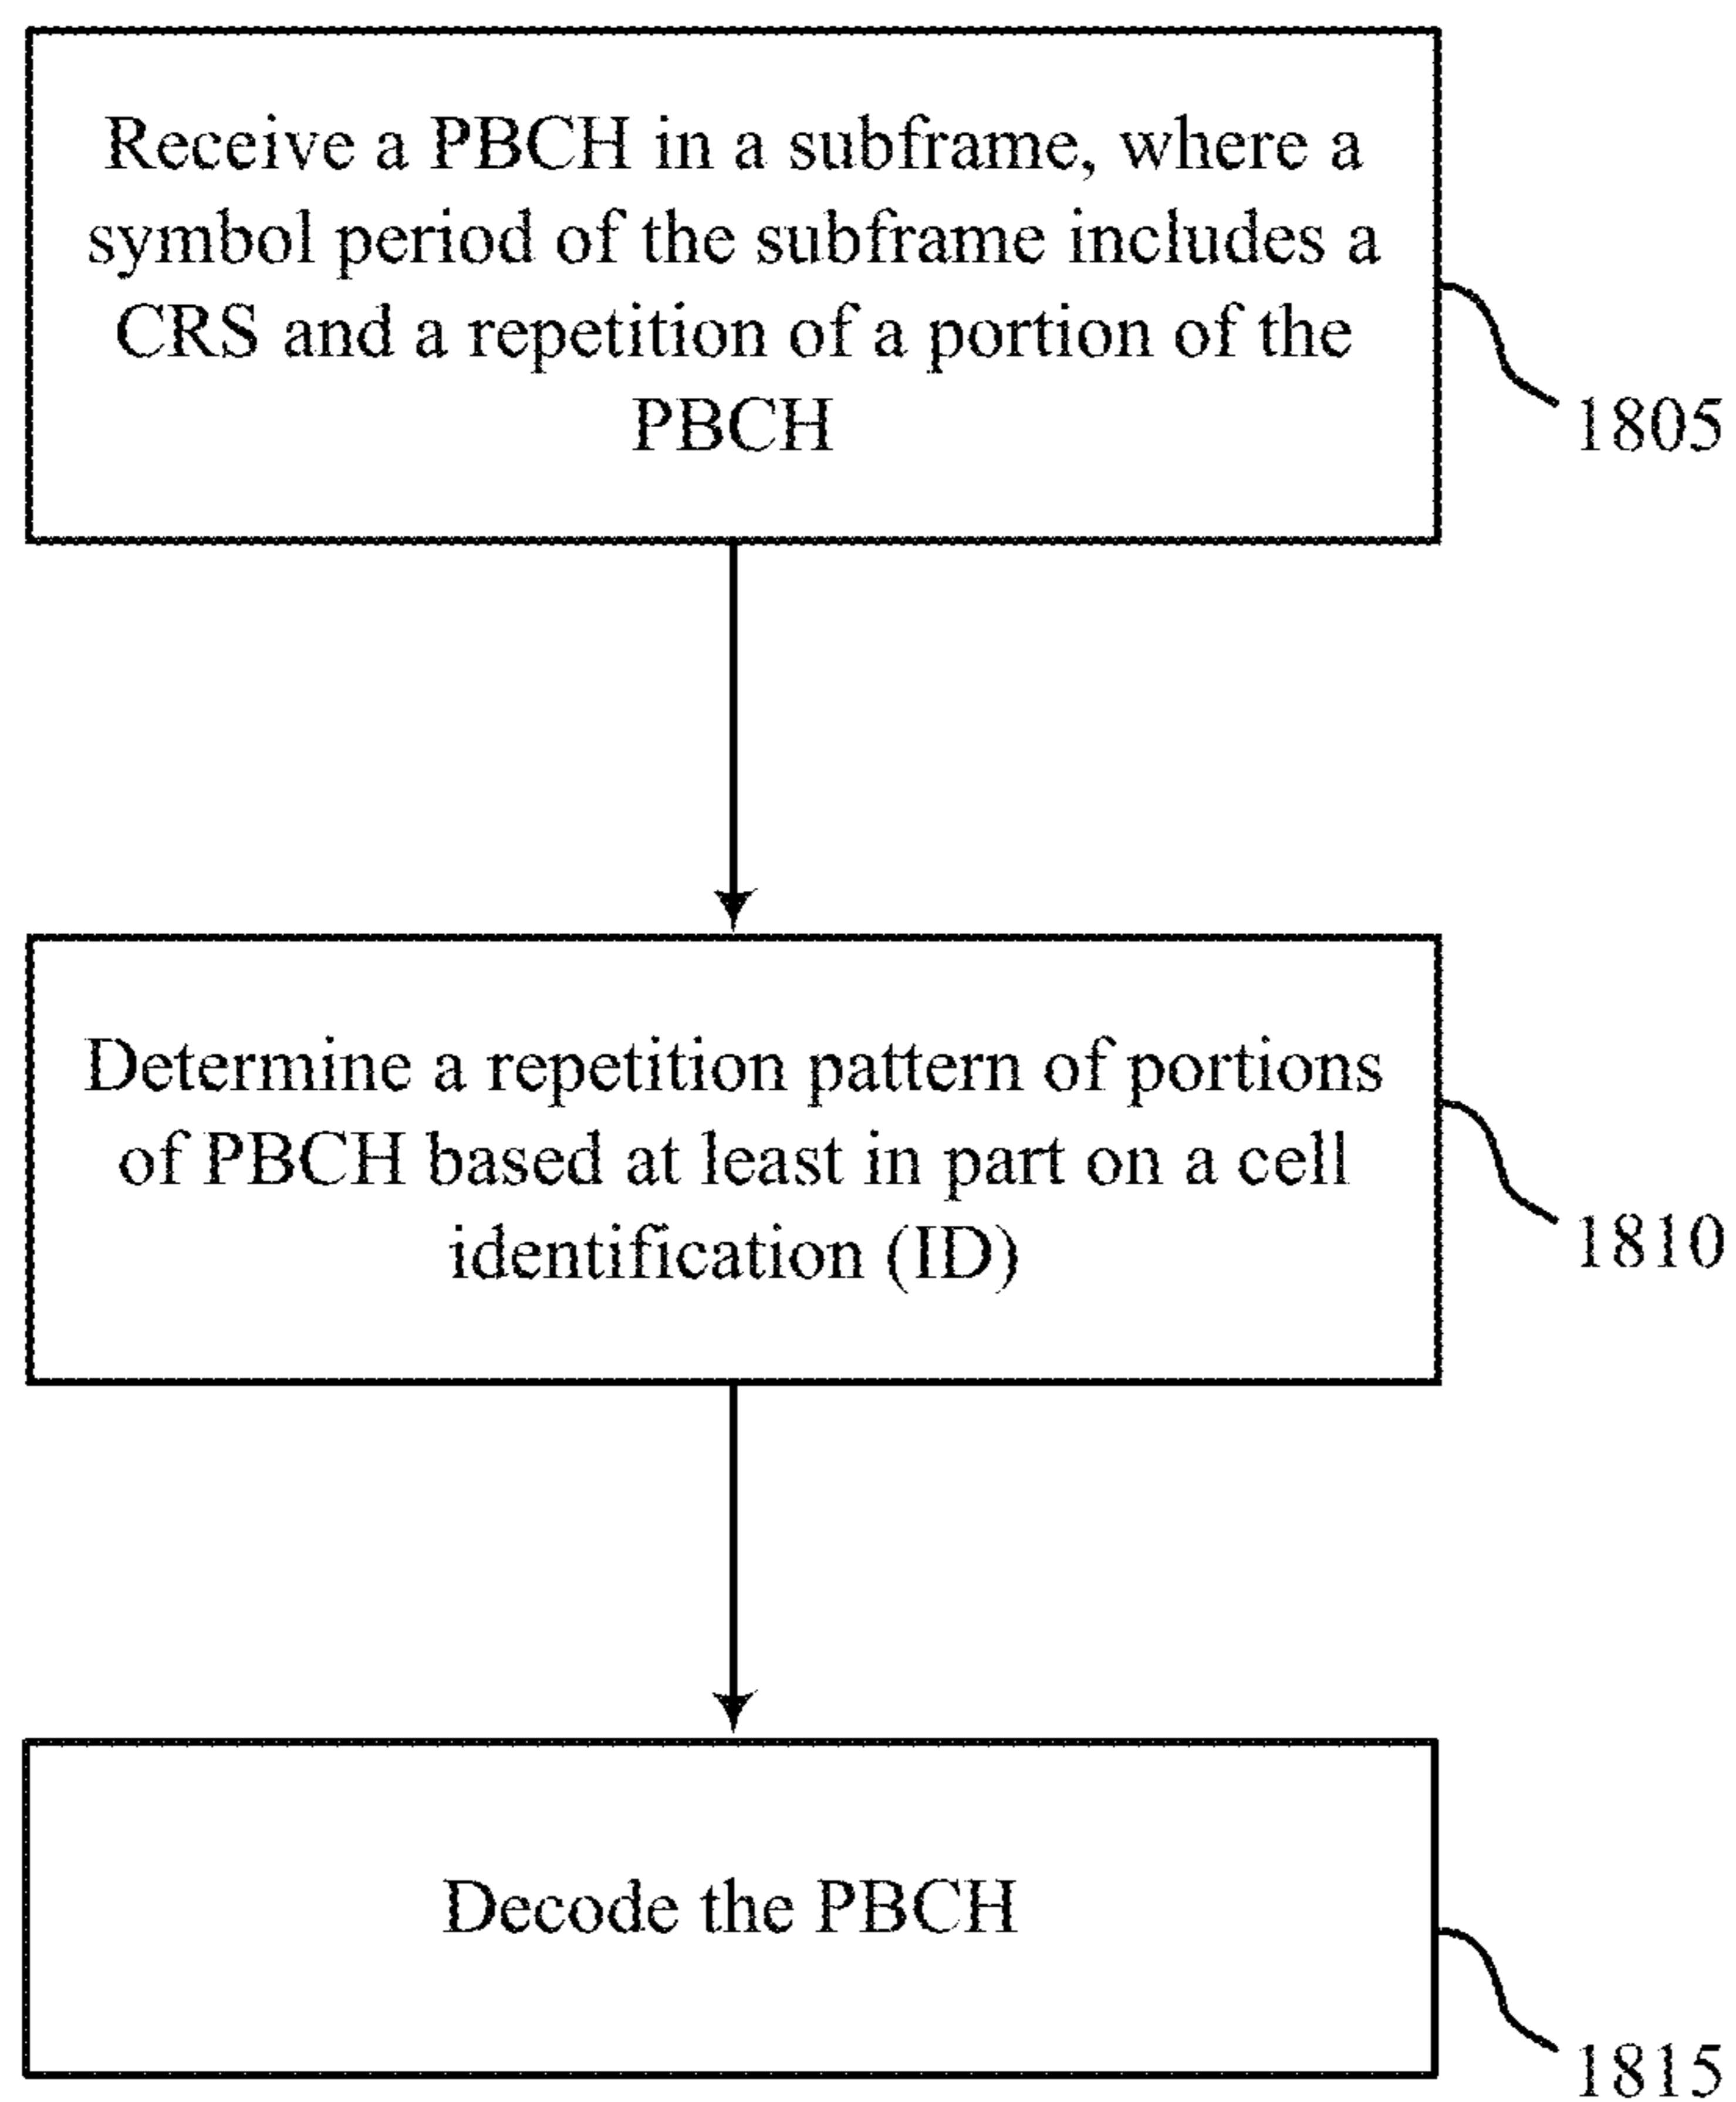 Receive a PBCH in a subframe, where a
symbol period of the subframe includes a
CRS and a repetition of a portion of the
PBCH
1805
Determine a repetition pattern of portions
of PBCH based at least in part on a cell
identification (ID)
1810
Decode the PBCH
1815